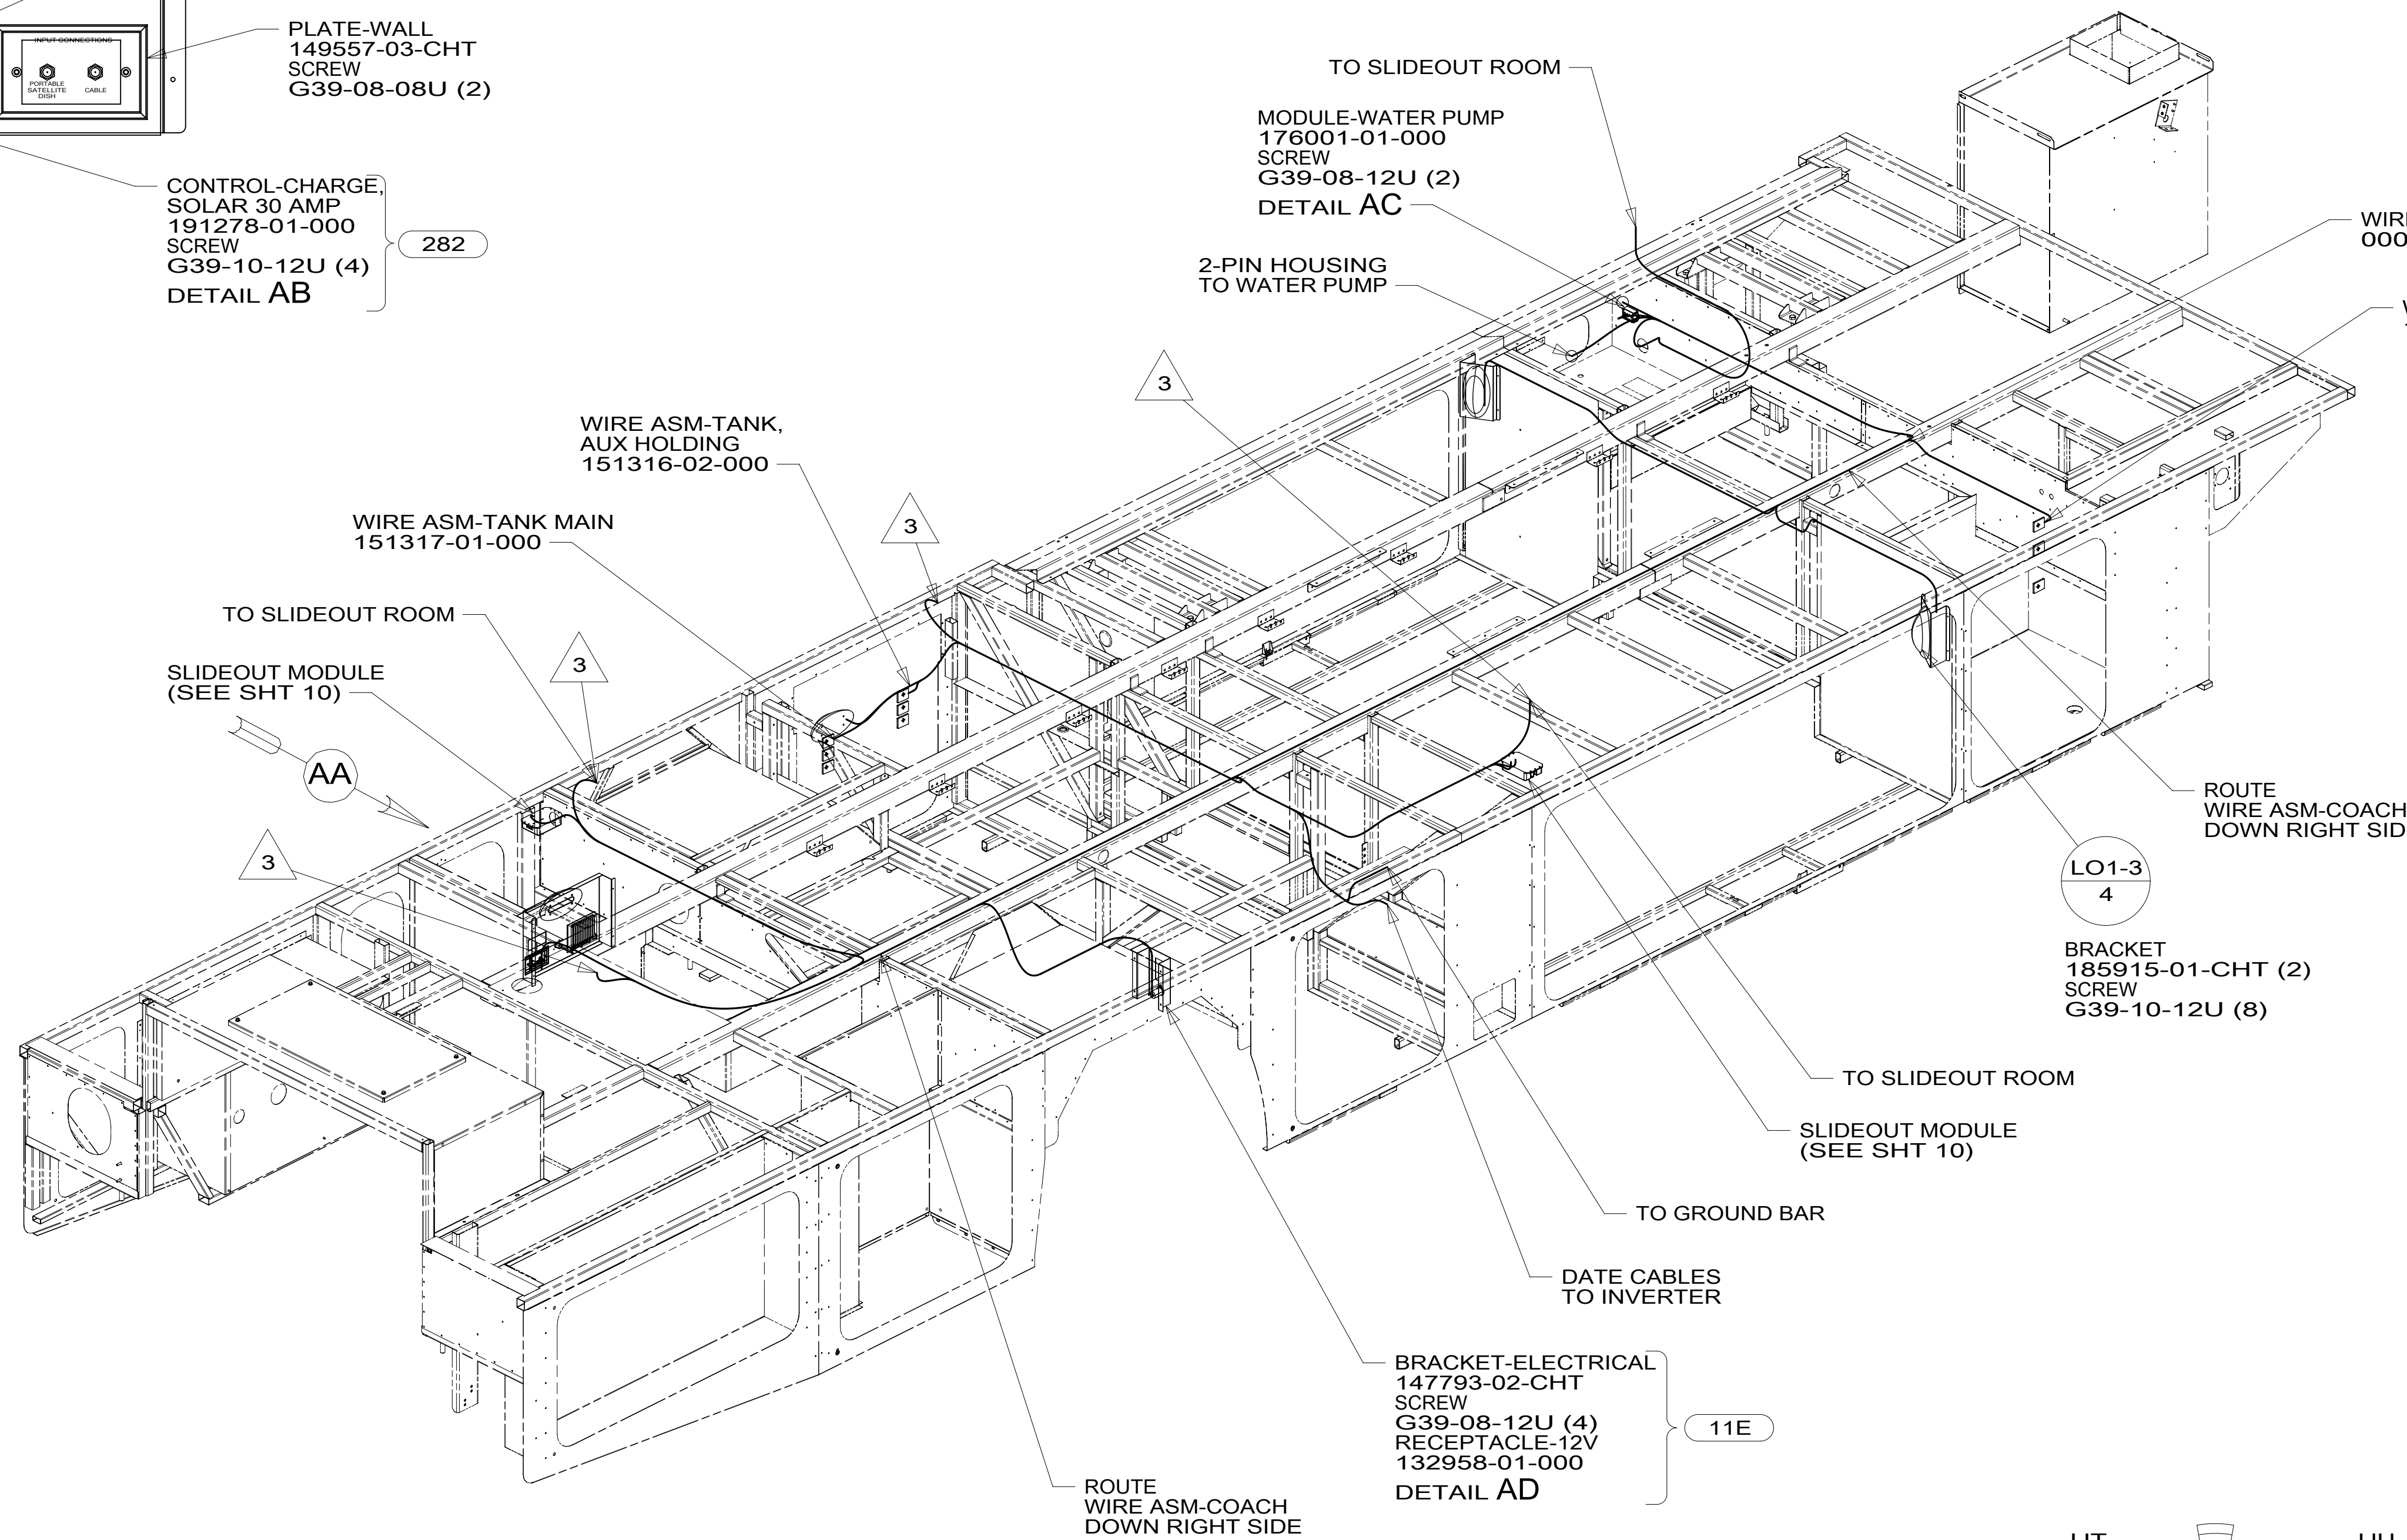 INPUT CONNECTIONS
PORTABLE
SATELLITE
DISH
CABLE
PLATE-WALL
149557-03-CHT
SCREW
G39-08-08U (2)
CONTROL-CHARGE,
SOLAR 30 AMP
191278-01-000
SCREW
G39-10-12U (4)
DETAIL AB
282
TO SLIDEOUT ROOM
MODULE-WATER PUMP
176001-01-000
SCREW
G39-08-12U (2)
DETAIL AC
2-PIN HOUSING
TO WATER PUMP
000
3
WIRE ASM-TANK,
AUX HOLDING
151316-02-000
3
WIRE ASM-TANK MAIN
151317-01-000
TO SLIDEOUT ROOM
3
SLIDEOUT MODULE
(SEE SHT 10)
AA
3
ROUTE
WIRE ASM-COACH
DOWN RIGHT SID
LO1-3
4
BRACKET
185915-01-CHT (2)
SCREW
G39-10-12U (8)
TO SLIDEOUT ROOM
SLIDEOUT MODULE
(SEE SHT 10)
TO GROUND BAR
DATE CABLES
TO INVERTER
BRACKET-ELECTRICAL
147793-02-CHT
SCREW
G39-08-12U (4)
RECEPTACLE-12V
132958-01-000
DETAIL AD
11E
ROUTE
WIRE ASM-COACH
DOWN RIGHT SIDE